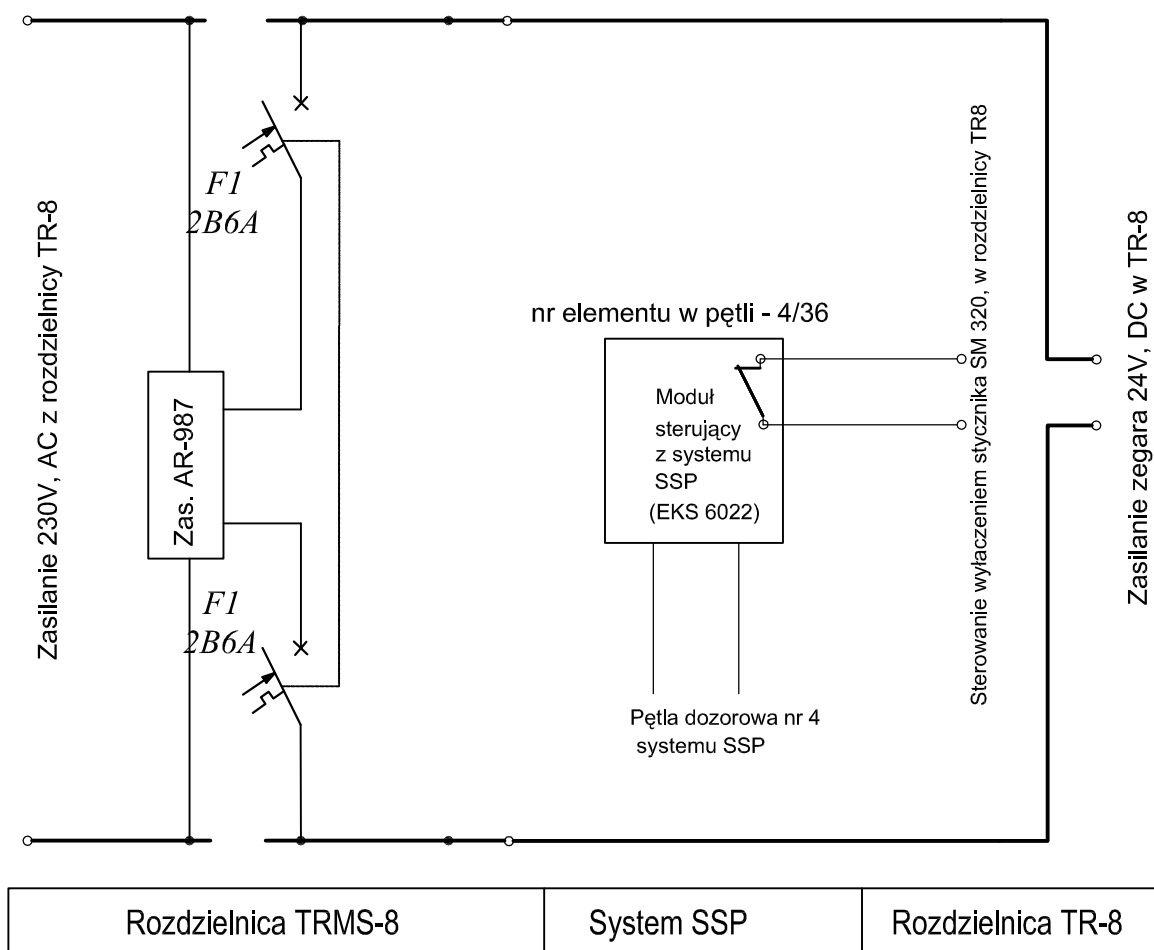 Zasilanie 230V, AC z rozdzielnicy TR-8
F1
2B6A
Zas. AR-987
F1
2B6A
nr elementu w pętli - 4/36
Moduł
sterujący
z systemu
SSP
(EKS 6022)
Pętla dozorowa nr 4
systemu SSP
Sterowanie wyłaczeniem stycznika SM 320, w rozdzielnicy TR8
Zasilanie zegara 24V, DC w TR-8
Rozdzielnica TRMS-8
System SSP
Rozdzielnica TR-8